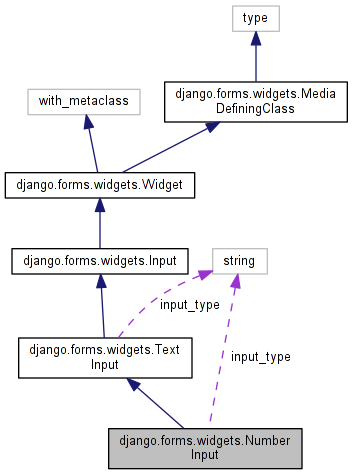 type
django.forms.widgets.Media
DefiningClass
with_metaclass
django.forms.widgets.Widget
django.forms.widgets.Input
string
input_type
django.forms.widgets.Text
Input
input_type
django.forms.widgets.Number
Input